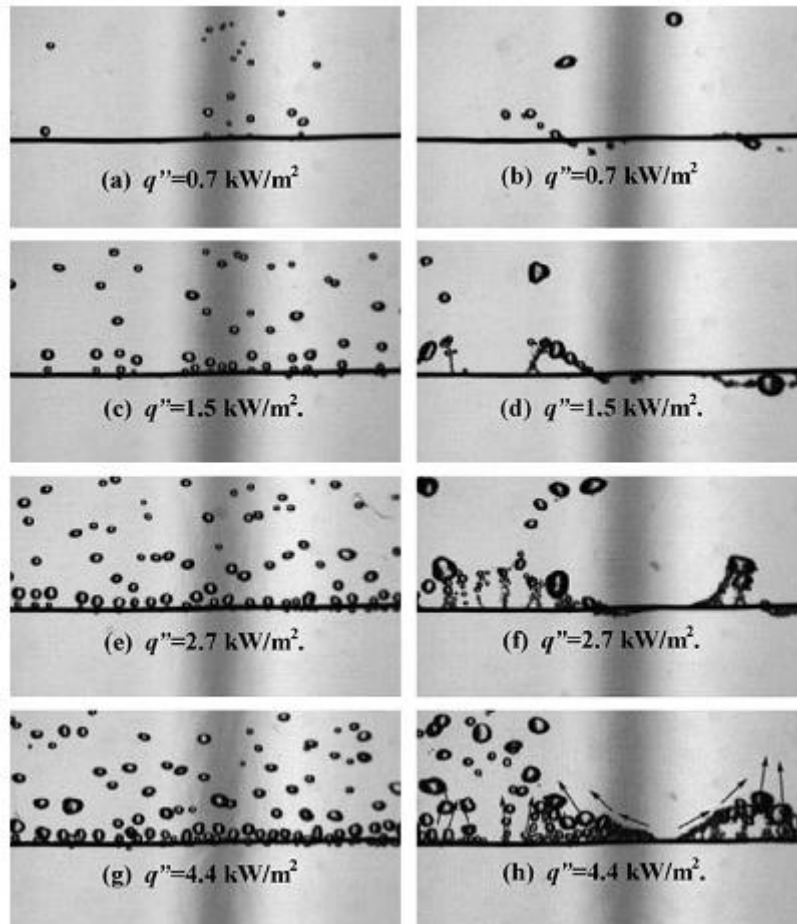 (a) q”=0.7 kW/m²
(b) q”=0.7 kW/m²
(c) q”=1.5 kW/m².
(d) q”=1.5 kW/m².
(e) q”=2.7 kW/m².
(f) q”=2.7 kW/m².
(g) q”=4.4 kW/m²
(h) q”=4.4 kW/m².